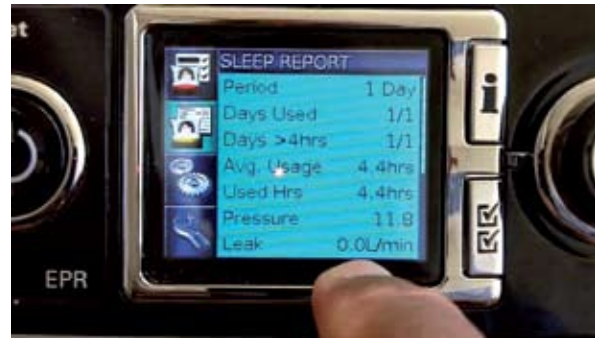 et
SLEEP REPORT
Period 1 Day
Days Used 1/1
Days >4hrs 1/1
Avg. Usage 4.4hrs
Used Hrs 4.4hrs
Pressure 11.8
Leak 0.0L/min
i
EPR